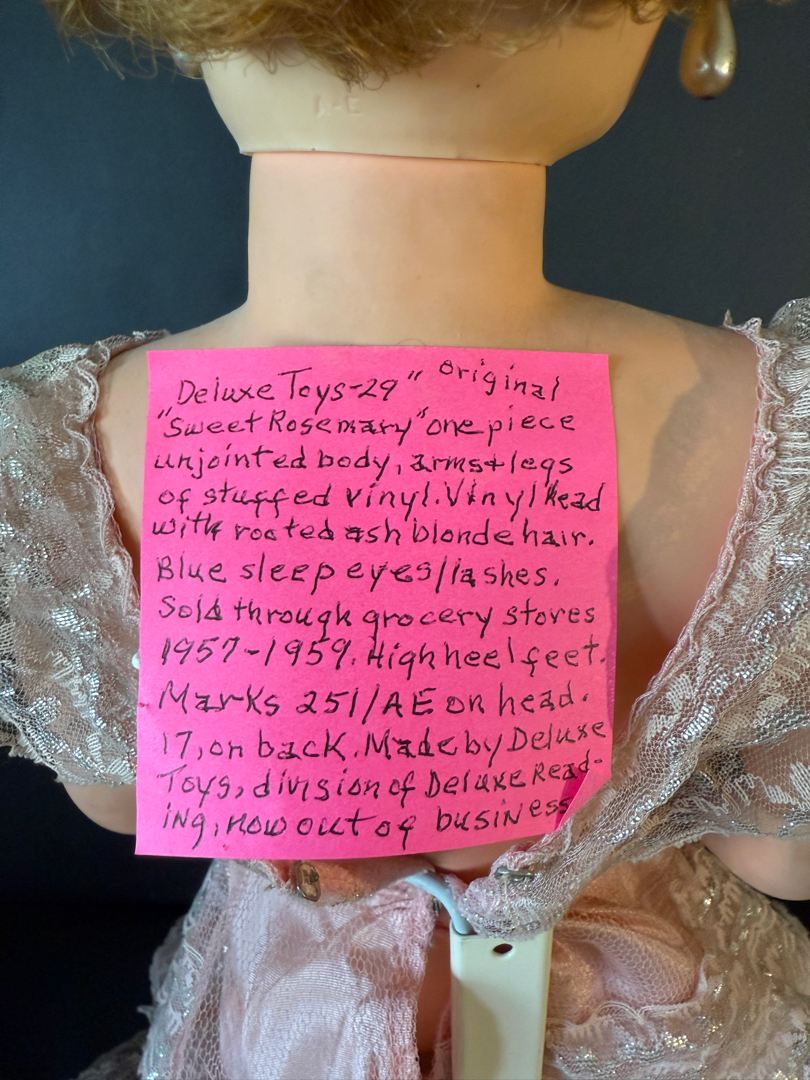 A-E
Deluxe Toys-29" original
"Sweet Rosemary" one piece
unjointed body, arms + legs
of stuffed vinyl. Vinyl head
with rooted ash blonde hair.
Blue sleep eyes/lashes.
Sold through grocery stores
1957-1959. High heel feet.
Marks 251/AE on head.
17, on back. Made by Deluxe
Toys, division of Deluxe Read-
ing, now out of business